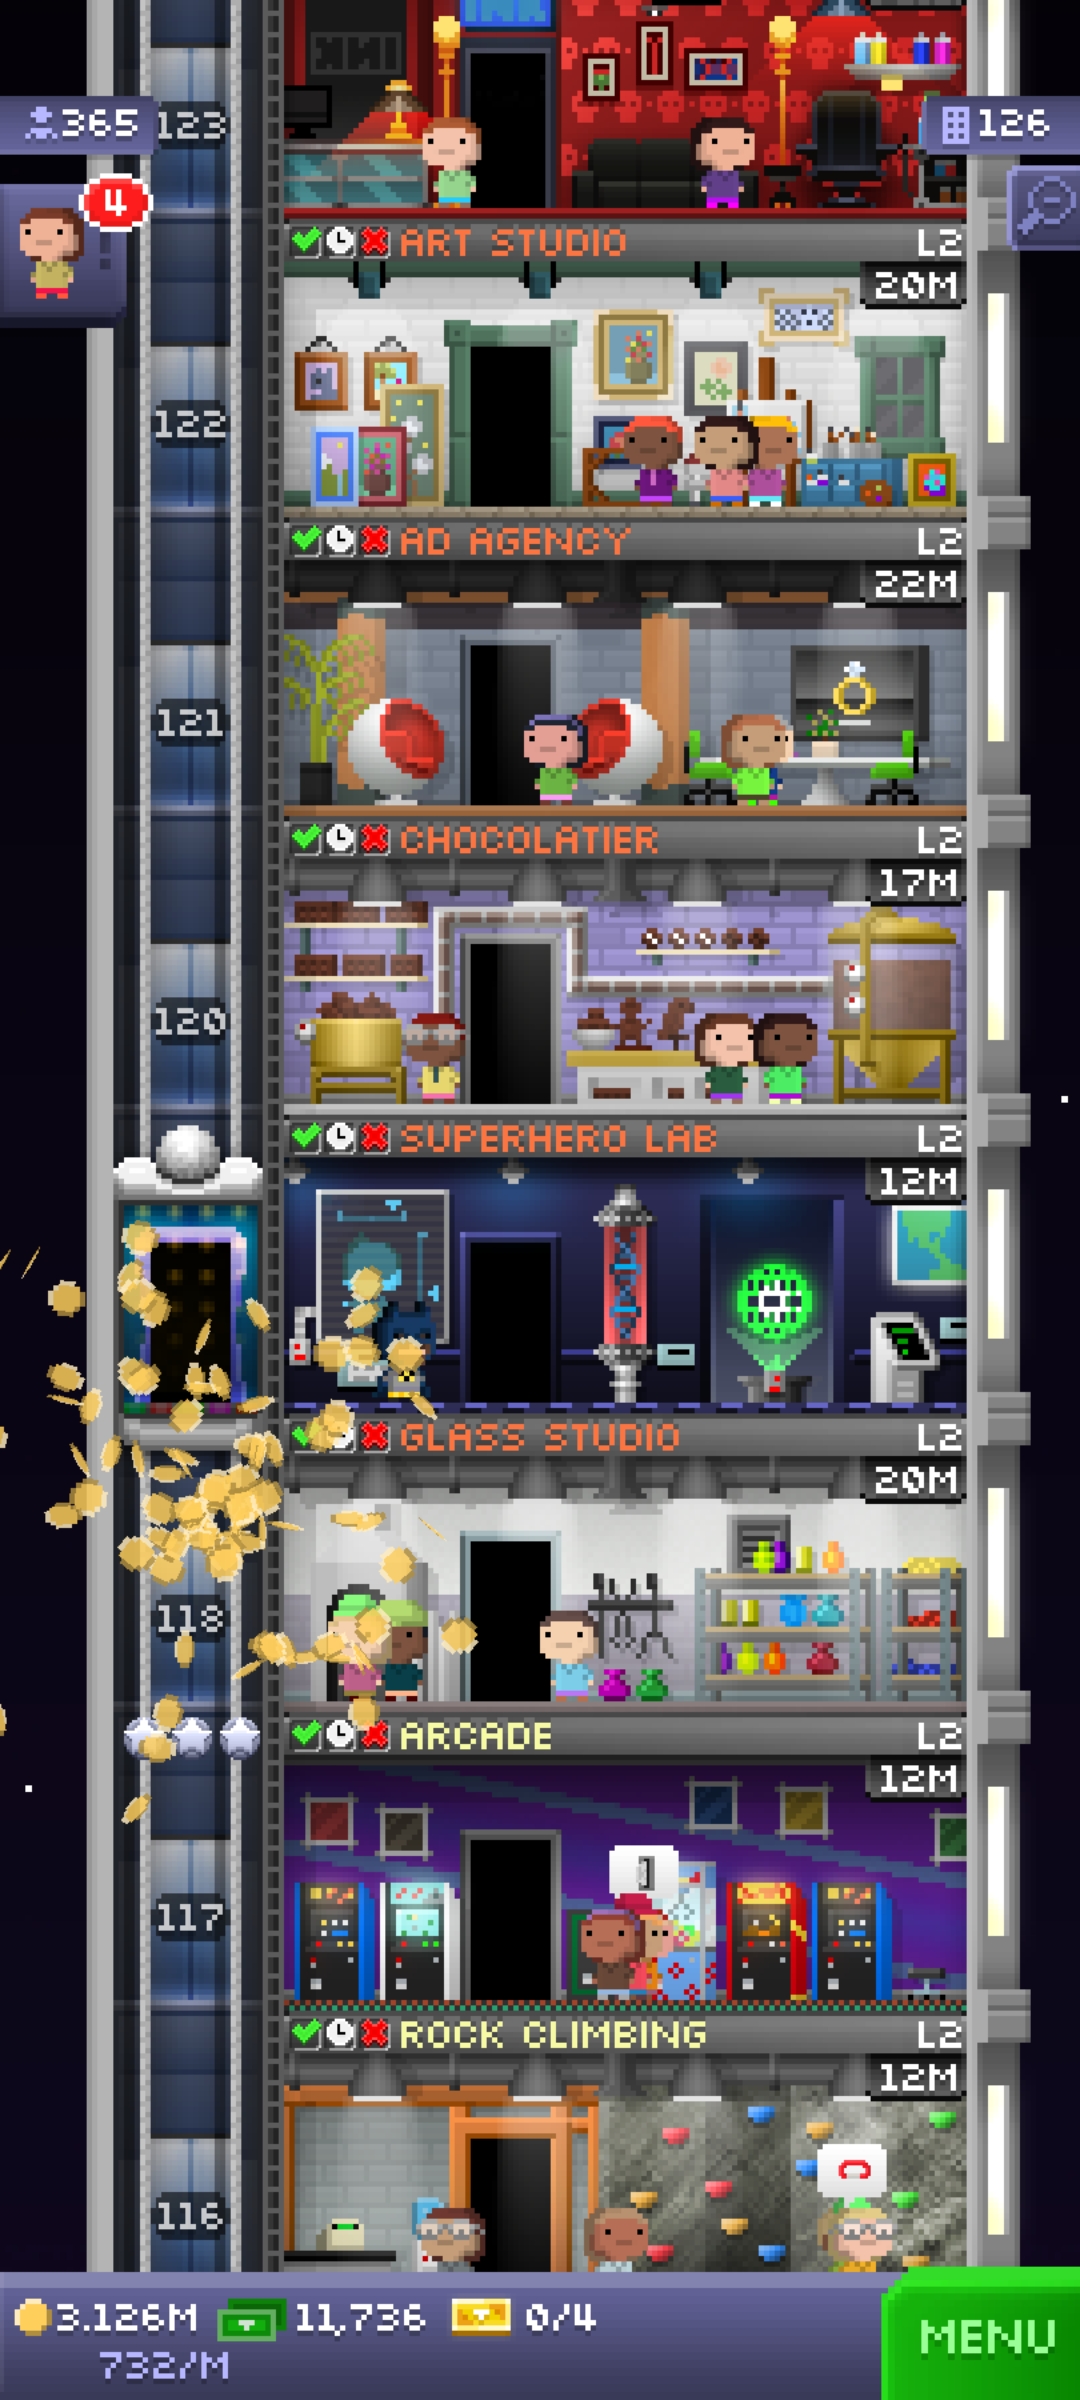 365
123
126
4
ART STUDIO L2
20M
122
AD AGENCY L2
22M
121
CHOCOLATIER L2
17M
120
SUPERHERO LAB L2
12M
GLASS STUDIO L2
20M
118
ARCADE L2
12M
117
ROCK CLIMBING L2
12M
116
3.126M 11,736 0/4
732/M
MENU